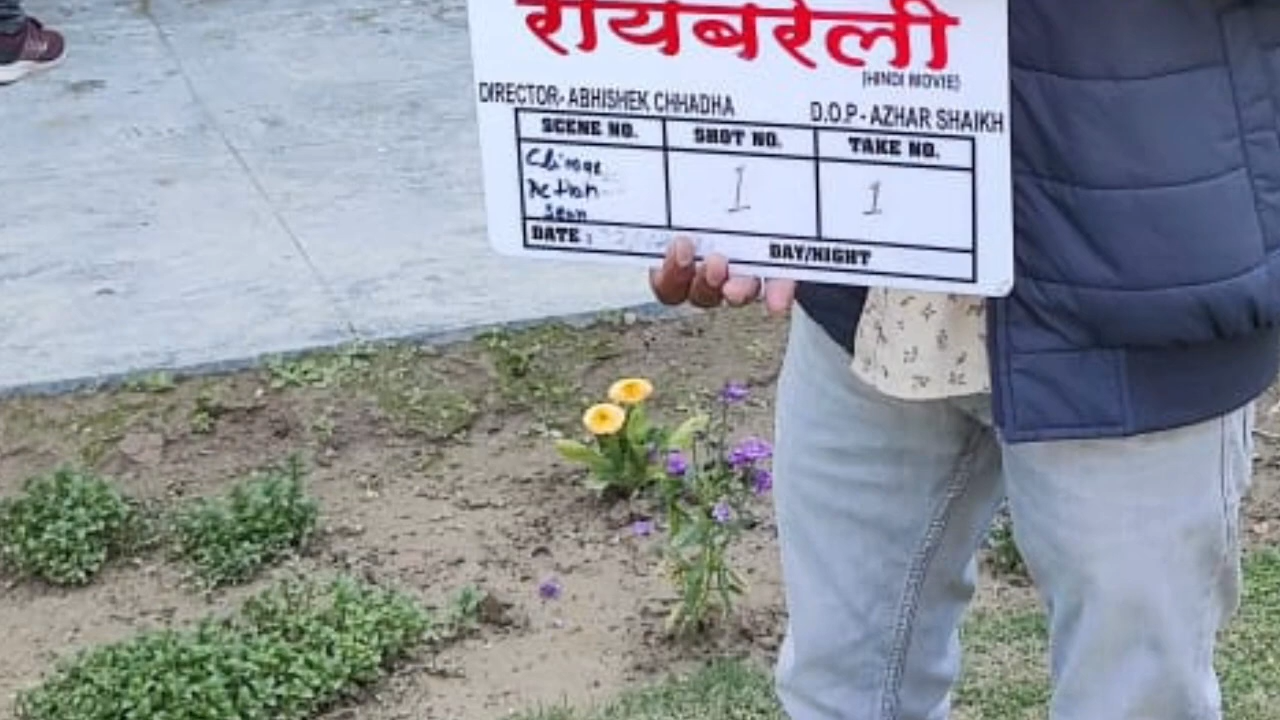 रायबरेली
(HINDI MOVIE)
DIRECTOR- ABHISHEK CHHADHA
D.O.P- AZHAR SHAIKH
SCENE NO. SHOT NO. TAKE NO.
Climax 1 1
Action
Sean
DATE : DAY/NIGHT